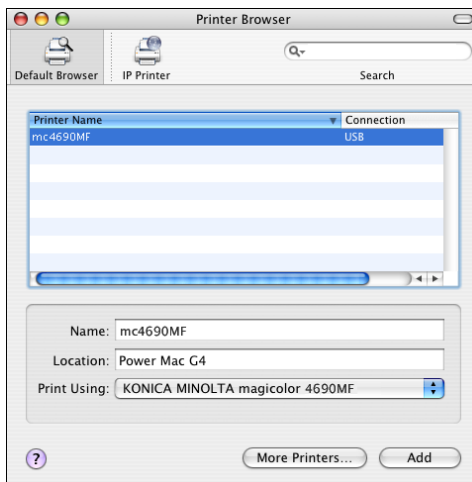 Printer Browser
Default Browser
IP Printer
Search
Printer Name
Connection
mc4690MF
USB
Name: mc4690MF
Location: Power Mac G4
Print Using: KONICA MINOLTA magicolor 4690MF
?
More Printers...
Add